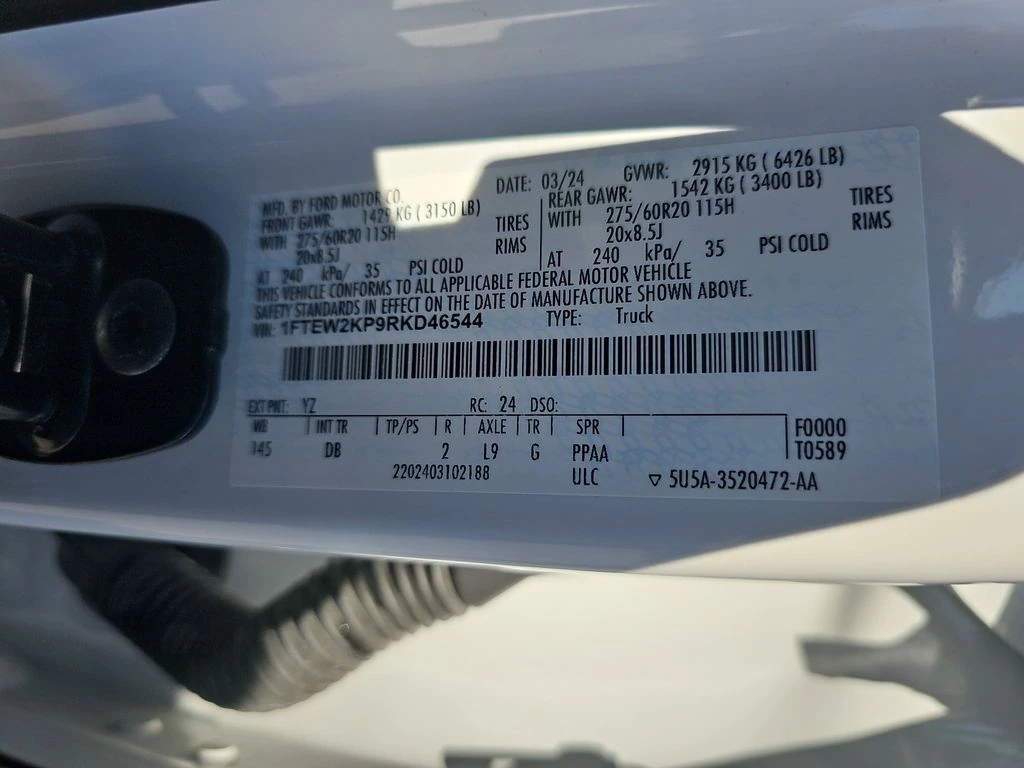 MFD. BY FORD MOTOR CO. DATE: 03/24 GVWR: 2915 KG ( 6426 LB)
FRONT GAWR: 1429 KG ( 3150 LB) REAR GAWR: 1542 KG ( 3400 LB)
WITH 275/60R20 115H TIRES WITH 275/60R20 115H TIRES
20x8.5J RIMS 20x8.5J RIMS
AT 240 kPa/ 35 PSI COLD AT 240 kPa/ 35 PSI COLD
THIS VEHICLE CONFORMS TO ALL APPLICABLE FEDERAL MOTOR VEHICLE
SAFETY STANDARDS IN EFFECT ON THE DATE OF MANUFACTURE SHOWN ABOVE.
VIN: 1FTEW2KP9RKD46544 TYPE: Truck
EXT PNT: YZ RC: 24 DSO:
WB INT TR TP/PS R AXLE TR SPR F0000
145 DB 2 L9 G PPAA T0589
2202403102188 ULC ▽ 5U5A-3520472-AA